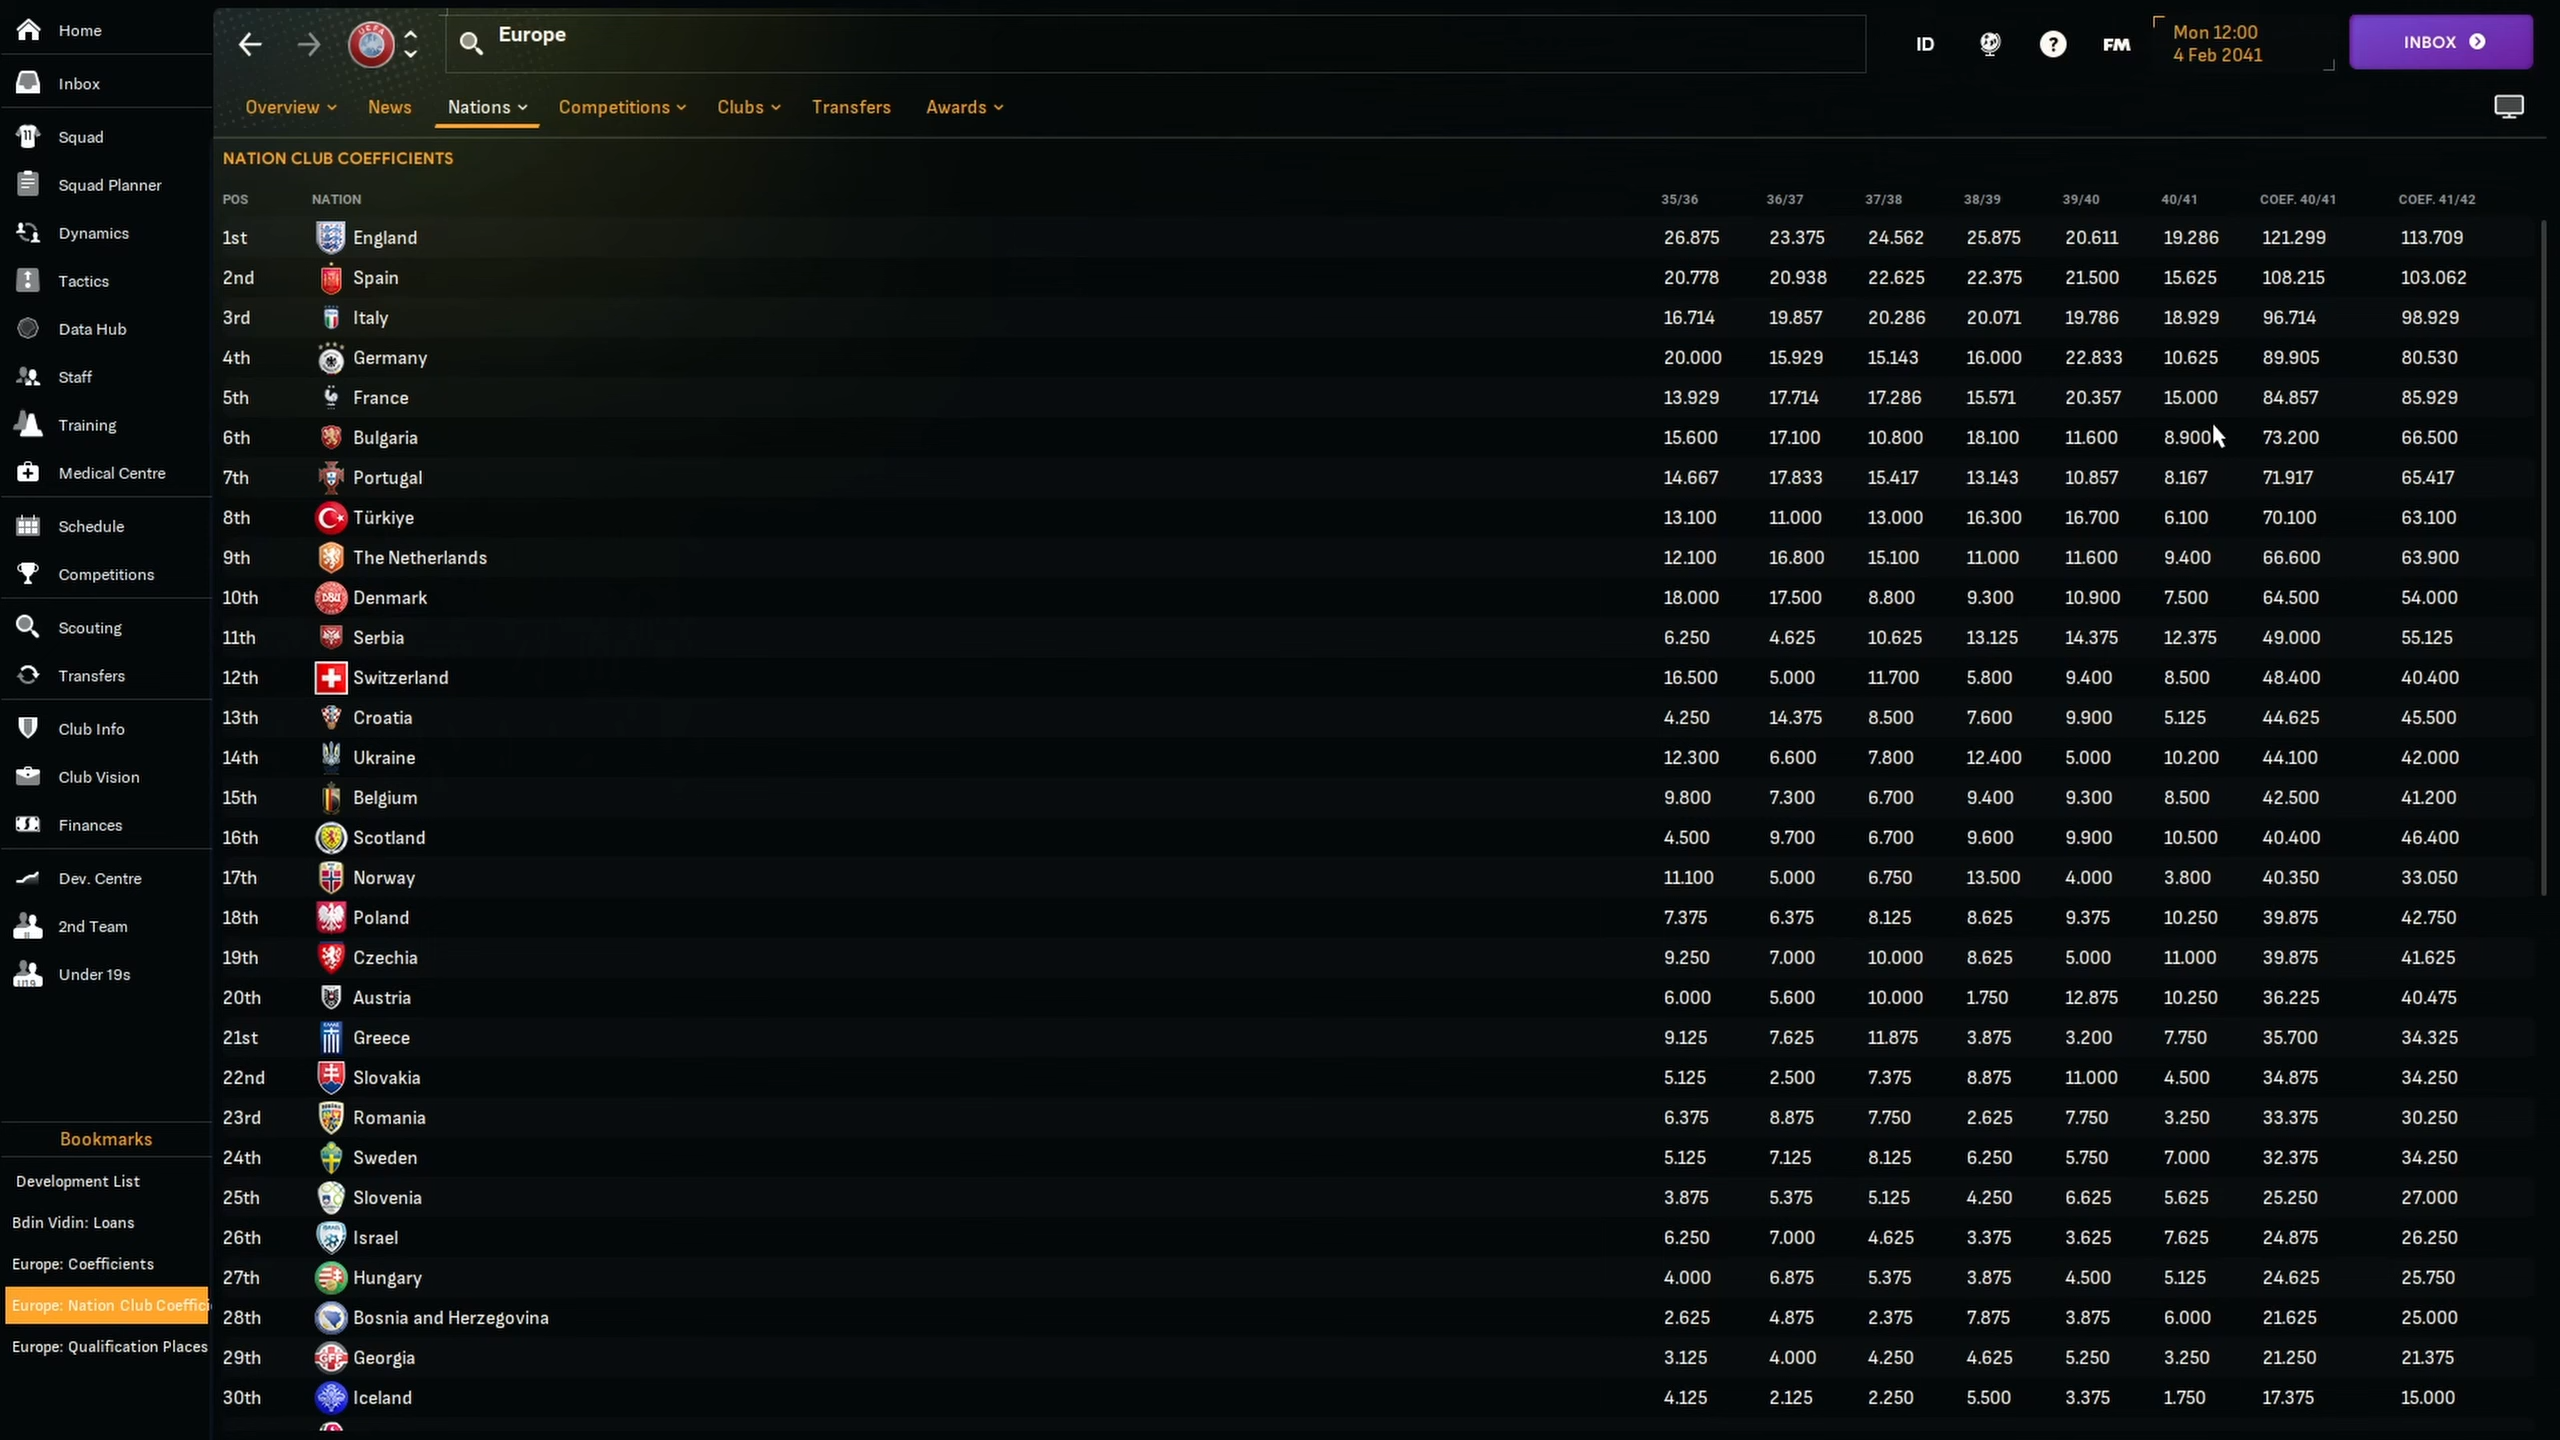 Home
Inbox
Squad
Squad Planner
Dynamics
Tactics
Data Hub
Staff
Training
Medical Centre
Schedule
Competitions
Scouting
Transfers
Club Info
Club Vision
Finances
Dev. Centre
2nd Team
Under 19s
Bookmarks
Development List
Bdin Vidin: Loans
Europe: Coefficients
Europe: Nation Club Coeffici
Europe: Qualification Places
Europe
ID
FM
Mon 12:00
4 Feb 2041
INBOX
Overview News Nations Competitions Clubs Transfers Awards
NATION CLUB COEFFICIENTS
POS NATION 35/36 36/37 37/38 38/39 39/40 40/41 COEF. 40/41 COEF. 41/42
1st England 26.875 23.375 24.562 25.875 20.611 19.286 121.299 113.709
2nd Spain 20.778 20.938 22.625 22.375 21.500 15.625 108.215 103.062
3rd Italy 16.714 19.857 20.286 20.071 19.786 18.929 96.714 98.929
4th Germany 20.000 15.929 15.143 16.000 22.833 10.625 89.905 80.530
5th France 13.929 17.714 17.286 15.571 20.357 15.000 84.857 85.929
6th Bulgaria 15.600 17.100 10.800 18.100 11.600 8.900 73.200 66.500
7th Portugal 14.667 17.833 15.417 13.143 10.857 8.167 71.917 65.417
8th Türkiye 13.100 11.000 13.000 16.300 16.700 6.100 70.100 63.100
9th The Netherlands 12.100 16.800 15.100 11.000 11.600 9.400 66.600 63.900
10th Denmark 18.000 17.500 8.800 9.300 10.900 7.500 64.500 54.000
11th Serbia 6.250 4.625 10.625 13.125 14.375 12.375 49.000 55.125
12th Switzerland 16.500 5.000 11.700 5.800 9.400 8.500 48.400 40.400
13th Croatia 4.250 14.375 8.500 7.600 9.900 5.125 44.625 45.500
14th Ukraine 12.300 6.600 7.800 12.400 5.000 10.200 44.100 42.000
15th Belgium 9.800 7.300 6.700 9.400 9.300 8.500 42.500 41.200
16th Scotland 4.500 9.700 6.700 9.600 9.900 10.500 40.400 46.400
17th Norway 11.100 5.000 6.750 13.500 4.000 3.800 40.350 33.050
18th Poland 7.375 6.375 8.125 8.625 9.375 10.250 39.875 42.750
19th Czechia 9.250 7.000 10.000 8.625 5.000 11.000 39.875 41.625
20th Austria 6.000 5.600 10.000 1.750 12.875 10.250 36.225 40.475
21st Greece 9.125 7.625 11.875 3.875 3.200 7.750 35.700 34.325
22nd Slovakia 5.125 2.500 7.375 8.875 11.000 4.500 34.875 34.250
23rd Romania 6.375 8.875 7.750 2.625 7.750 3.250 33.375 30.250
24th Sweden 5.125 7.125 8.125 6.250 5.750 7.000 32.375 34.250
25th Slovenia 3.875 5.375 5.125 4.250 6.625 5.625 25.250 27.000
26th Israel 6.250 7.000 4.625 3.375 3.625 7.625 24.875 26.250
27th Hungary 4.000 6.875 5.375 3.875 4.500 5.125 24.625 25.750
28th Bosnia and Herzegovina 2.625 4.875 2.375 7.875 3.875 6.000 21.625 25.000
29th Georgia 3.125 4.000 4.250 4.625 5.250 3.250 21.250 21.375
30th Iceland 4.125 2.125 2.250 5.500 3.375 1.750 17.375 15.000